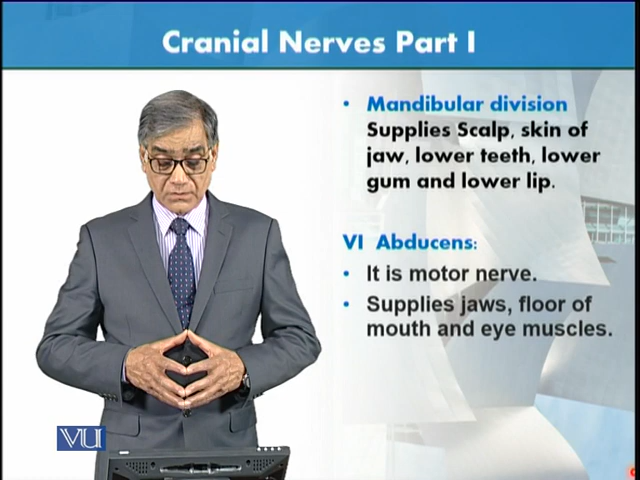 Cranial Nerves Part I
• Mandibular division
Supplies Scalp, skin of
jaw, lower teeth, lower
gum and lower lip.
VI Abducens:
• It is motor nerve.
• Supplies jaws, floor of
mouth and eye muscles.
VU